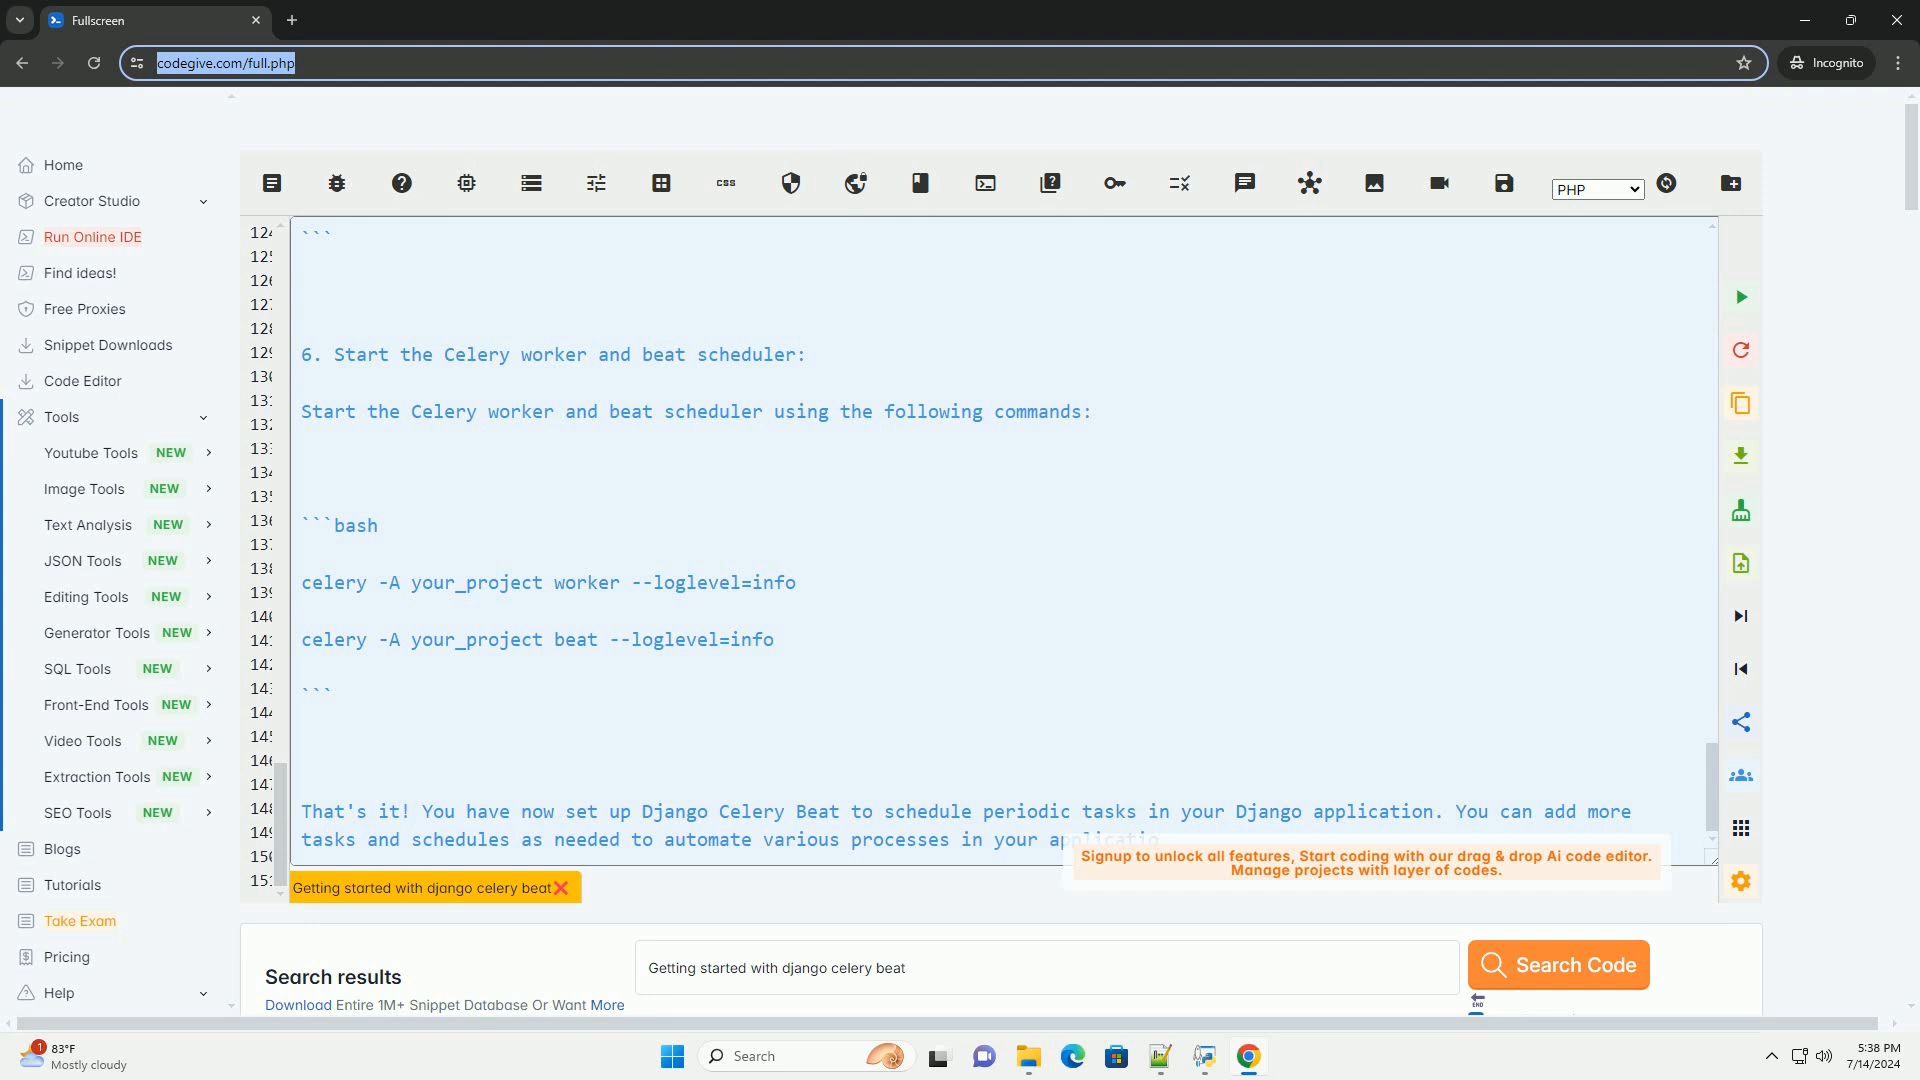 Fullscreen
codegive.com/full.php
Incognito
Home
Creator Studio
Run Online IDE
Find ideas!
Free Proxies
Snippet Downloads
Code Editor
Tools
Youtube Tools NEW
Image Tools NEW
Text Analysis NEW
JSON Tools NEW
Editing Tools NEW
Generator Tools NEW
SQL Tools NEW
Front-End Tools NEW
Video Tools NEW
Extraction Tools NEW
SEO Tools NEW
Blogs
Tutorials
Take Exam
Pricing
Help
css
PHP
```
6. Start the Celery worker and beat scheduler:
Start the Celery worker and beat scheduler using the following commands:
```bash
celery -A your_project worker --loglevel=info
celery -A your_project beat --loglevel=info
```
That's it! You have now set up Django Celery Beat to schedule periodic tasks in your Django application. You can add more
tasks and schedules as needed to automate various processes in your applicatio
Signup to unlock all features, Start coding with our drag & drop Ai code editor.
Manage projects with layer of codes.
Getting started with django celery beat
Search results
Download Entire 1M+ Snippet Database Or Want More
Getting started with django celery beat
Search Code
END
1
83°F
Mostly cloudy
Search
5:38 PM
7/14/2024